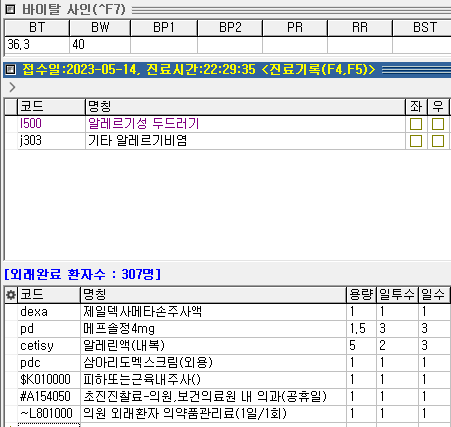 바이탈 사인(^F7)
BT BW BP1 BP2 PR RR BST
36,3 40
접수일:2023-05-14, 진료시간:22:29:35 <진료기록(F4,F5)>
코드 명칭 좌 우
l500 알레르기성 두드러기
j303 기타 알레르기비염
[외래완료 환자수 : 307명]
코드 명칭 용량 일투수 일수
dexa 제일덱사메타손주사액 1 1 1
pd 메프솔정4mg 1,5 3 3
cetisy 알레린액(내복) 5 2 3
pdc 삼아리도멕스크림(외용) 1 1 1
$K010000 피하또는근육내주사() 1 1 1
#A154050 초진진찰료-의원,보건의료원 내 의과(공휴일) 1 1 1
~L801000 의원 외래환자 의약품관리료(1일/1회) 1 1 1